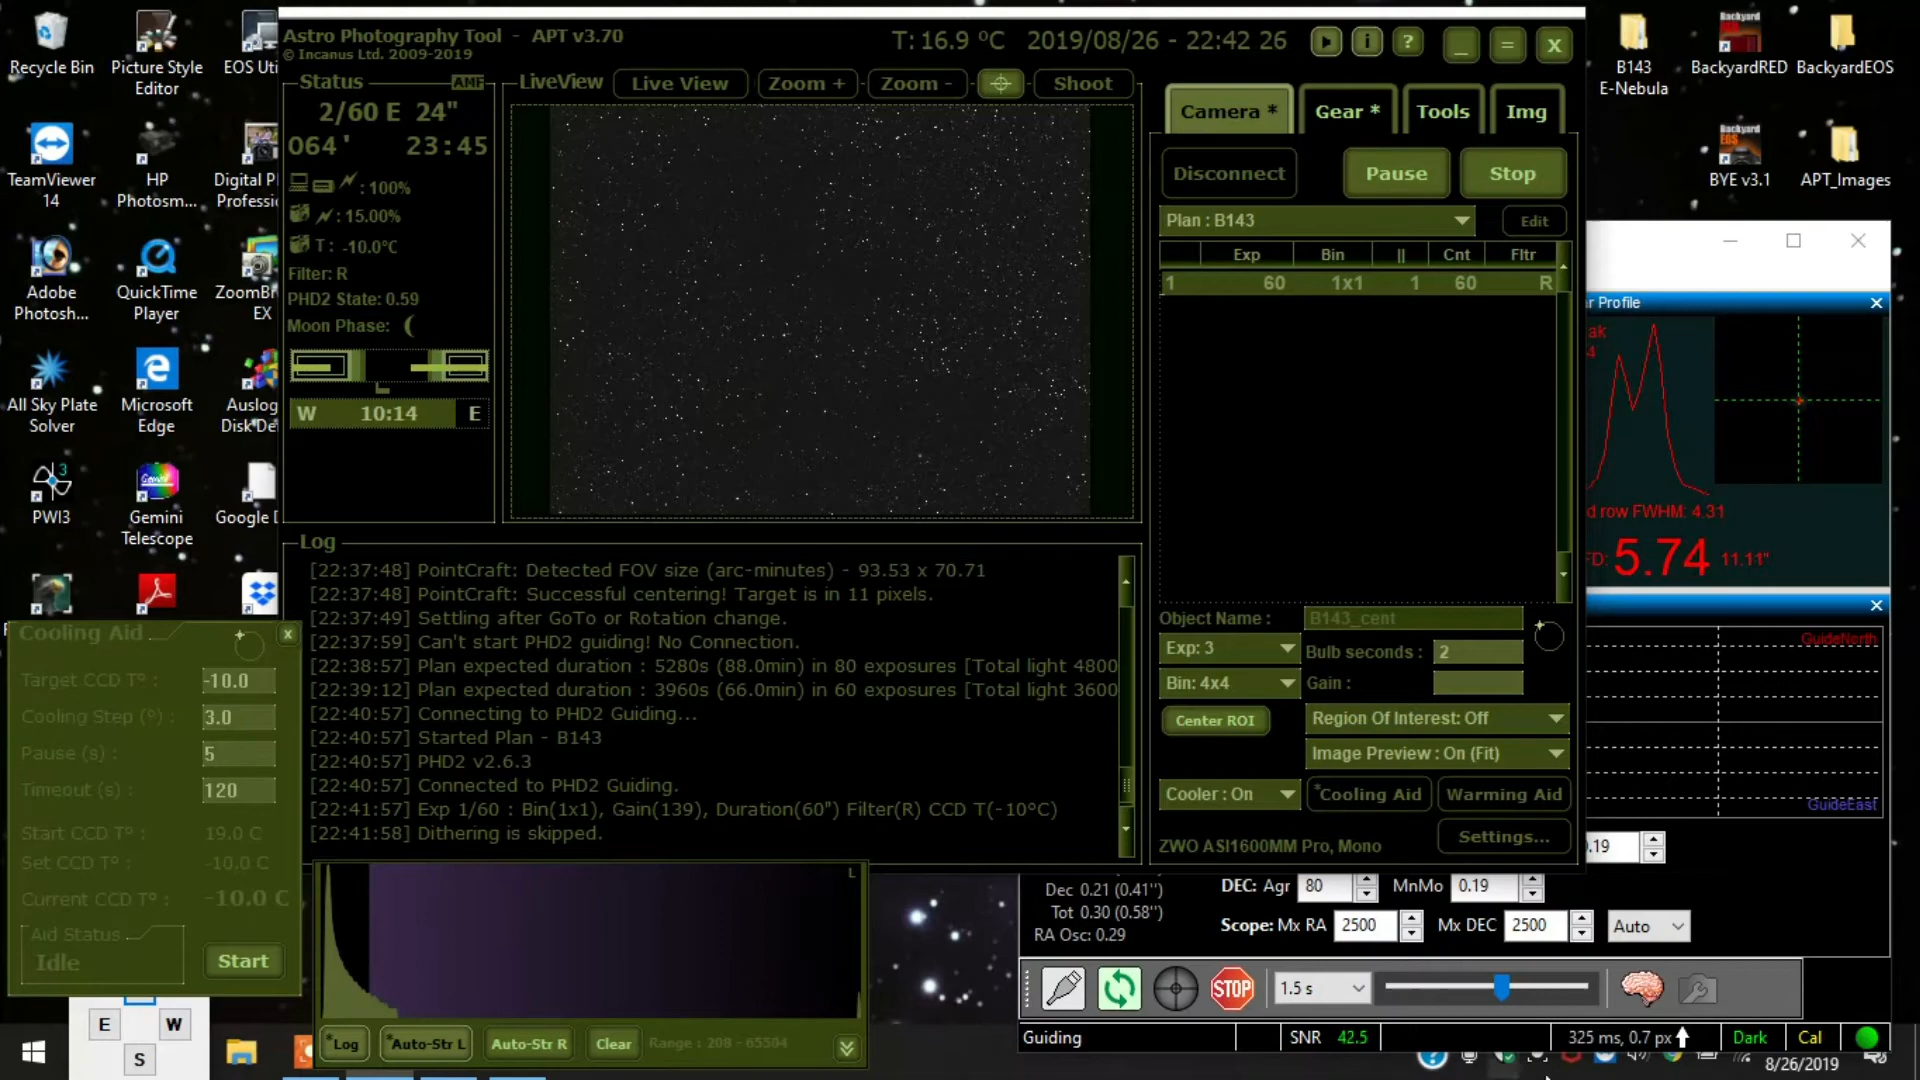 Recycle Bin
Picture Style
Editor
EOS Uti
TeamViewer
14
HP
Photosm...
Digital P
Professio
Adobe
Photosh...
QuickTime
Player
ZoomBr
EX
All Sky Plate
Solver
Microsoft
Edge
Auslog
Disk De
PWI3
Gemini
Telescope
Google D
Astro Photography Tool - APT v3.70
© Incanus Ltd. 2009-2019
T: 16.9 °C 2019/08/26 - 22:42 26
Status
2/60 E 24"
064' 23:45
: 100%
: 15.00%
T : -10.0°C
Filter: R
PHD2 State: 0.59
Moon Phase:
W 10:14 E
LiveView
Live View
Zoom +
Zoom -
Shoot
Log
[22:37:48] PointCraft: Detected FOV size (arc-minutes) - 93.53 x 70.71
[22:37:48] PointCraft: Successful centering! Target is in 11 pixels.
[22:37:49] Settling after GoTo or Rotation change.
[22:37:59] Can't start PHD2 guiding! No Connection.
[22:38:57] Plan expected duration : 5280s (88.0min) in 80 exposures [Total light 4800
[22:39:12] Plan expected duration : 3960s (66.0min) in 60 exposures [Total light 3600
[22:40:57] Connecting to PHD2 Guiding...
[22:40:57] Started Plan - B143
[22:40:57] PHD2 v2.6.3
[22:40:57] Connected to PHD2 Guiding.
[22:41:57] Exp 1/60 : Bin(1x1), Gain(139), Duration(60") Filter(R) CCD T(-10°C)
[22:41:58] Dithering is skipped.
Camera *
Gear *
Tools
Img
Disconnect
Pause
Stop
Plan : B143
Edit
Exp Bin || Cnt Fltr
1 60 1x1 1 60 R
Object Name : B143_cent
Exp: 3
Bulb seconds : 2
Bin: 4x4
Gain :
Center ROI
Region Of Interest: Off
Image Preview : On (Fit)
Cooler : On
*Cooling Aid
Warming Aid
ZWO ASI1600MM Pro, Mono
Settings...
Cooling Aid
Target CCD T° : -10.0
Cooling Step (°) : 3.0
Pause (s) : 5
Timeout (s) : 120
Start CCD T° : 19.0 C
Set CCD T° : -10.0 C
Current CCD T° : -10.0 C
Aid Status
Idle
Start
E
W
S
L
*Log
*Auto-Str L
Auto-Str R
Clear
Range : 208 - 65504
B143
E-Nebula
BackyardRED
BackyardEOS
BYE v3.1
APT_Images
r Profile
ak
4
d row FWHM: 4.31
FD: 5.74 11.11"
GuideNorth
GuideEast
.19
Dec 0.21 (0.41")
Tot 0.30 (0.58")
RA Osc: 0.29
DEC: Agr 80 MnMo 0.19
Scope: Mx RA 2500 Mx DEC 2500 Auto
STOP
1.5 s
Guiding
SNR 42.5
325 ms, 0.7 px
Dark
Cal
8/26/2019